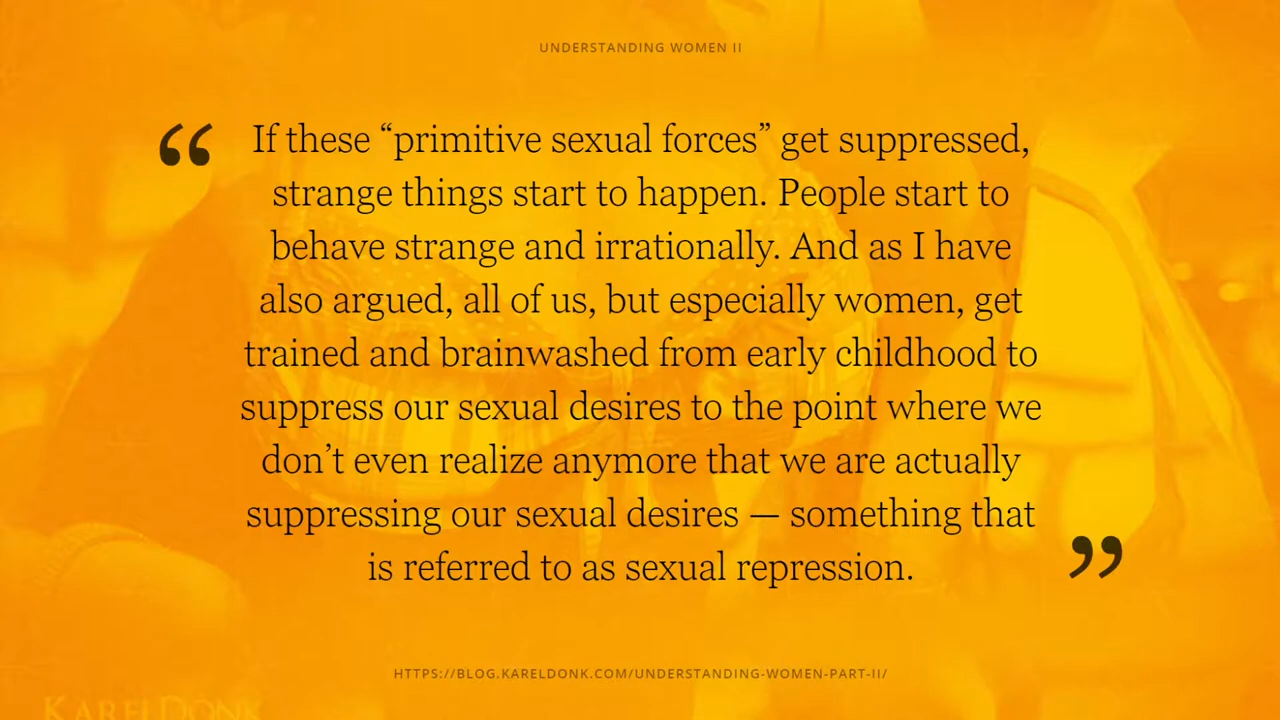 UNDERSTANDING WOMEN II
“
If these “primitive sexual forces” get suppressed,
strange things start to happen. People start to
behave strange and irrationally. And as I have
also argued, all of us, but especially women, get
trained and brainwashed from early childhood to
suppress our sexual desires to the point where we
don’t even realize anymore that we are actually
suppressing our sexual desires — something that
is referred to as sexual repression.
”
HTTPS://BLOG.KARELDONK.COM/UNDERSTANDING-WOMEN-PART-II/
KARELDONK